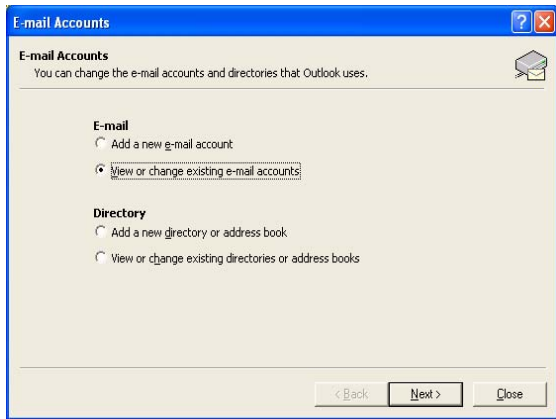 E-mail Accounts
E-mail Accounts
You can change the e-mail accounts and directories that Outlook uses.
E-mail
Add a new e-mail account
View or change existing e-mail accounts
Directory
Add a new directory or address book
View or change existing directories or address books
< Back Next > Close